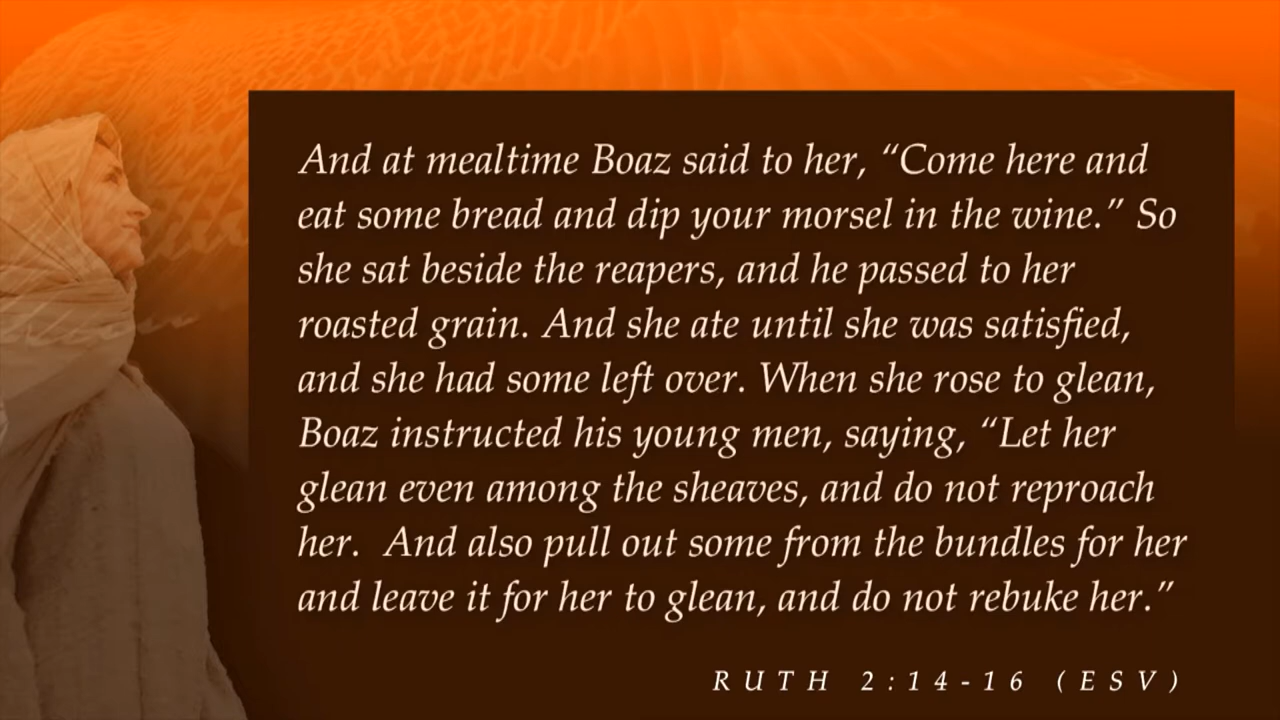 And at mealtime Boaz said to her, “Come here and
eat some bread and dip your morsel in the wine.” So
she sat beside the reapers, and he passed to her
roasted grain. And she ate until she was satisfied,
and she had some left over. When she rose to glean,
Boaz instructed his young men, saying, “Let her
glean even among the sheaves, and do not reproach
her.  And also pull out some from the bundles for her
and leave it for her to glean, and do not rebuke her.”
RUTH 2:14-16 (ESV)